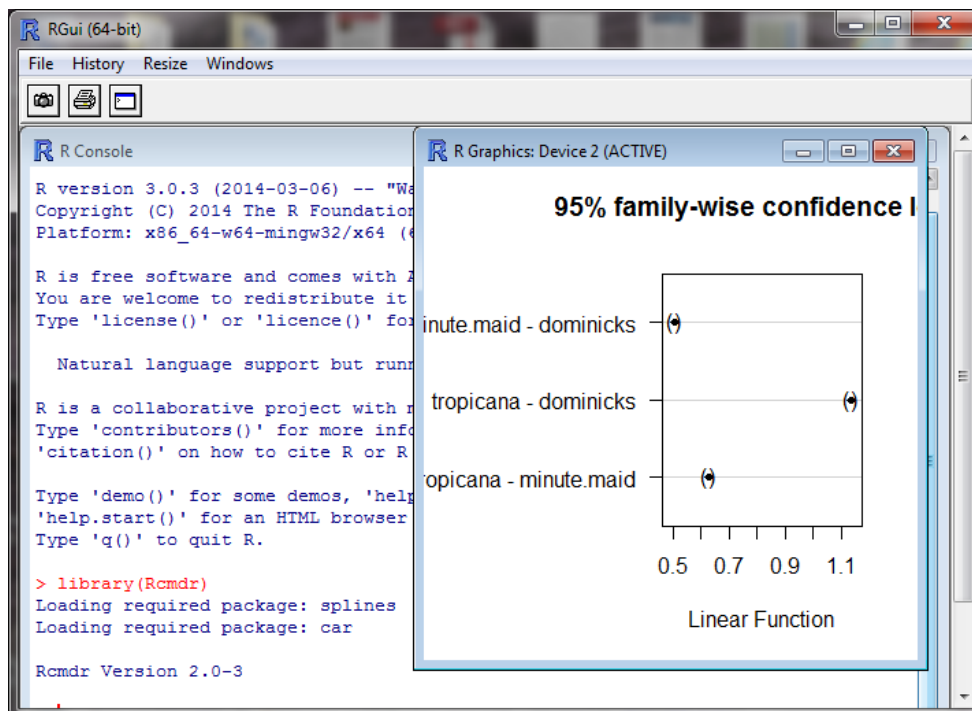 RGui (64-bit)
File History Resize Windows
R Console
R version 3.0.3 (2014-03-06) -- "Wa
Copyright (C) 2014 The R Foundation
Platform: x86_64-w64-mingw32/x64 (6
R is free software and comes with A
You are welcome to redistribute it
Type 'license()' or 'licence()' for
Natural language support but runn
R is a collaborative project with m
Type 'contributors()' for more info
'citation()' on how to cite R or R
Type 'demo()' for some demos, 'help
'help.start()' for an HTML browser
Type 'q()' to quit R.
> library(Rcmdr)
Loading required package: splines
Loading required package: car
Rcmdr Version 2.0-3
R Graphics: Device 2 (ACTIVE)
95% family-wise confidence l
inute.maid - dominicks
tropicana - dominicks
ropicana - minute.maid
0.5 0.7 0.9 1.1
Linear Function